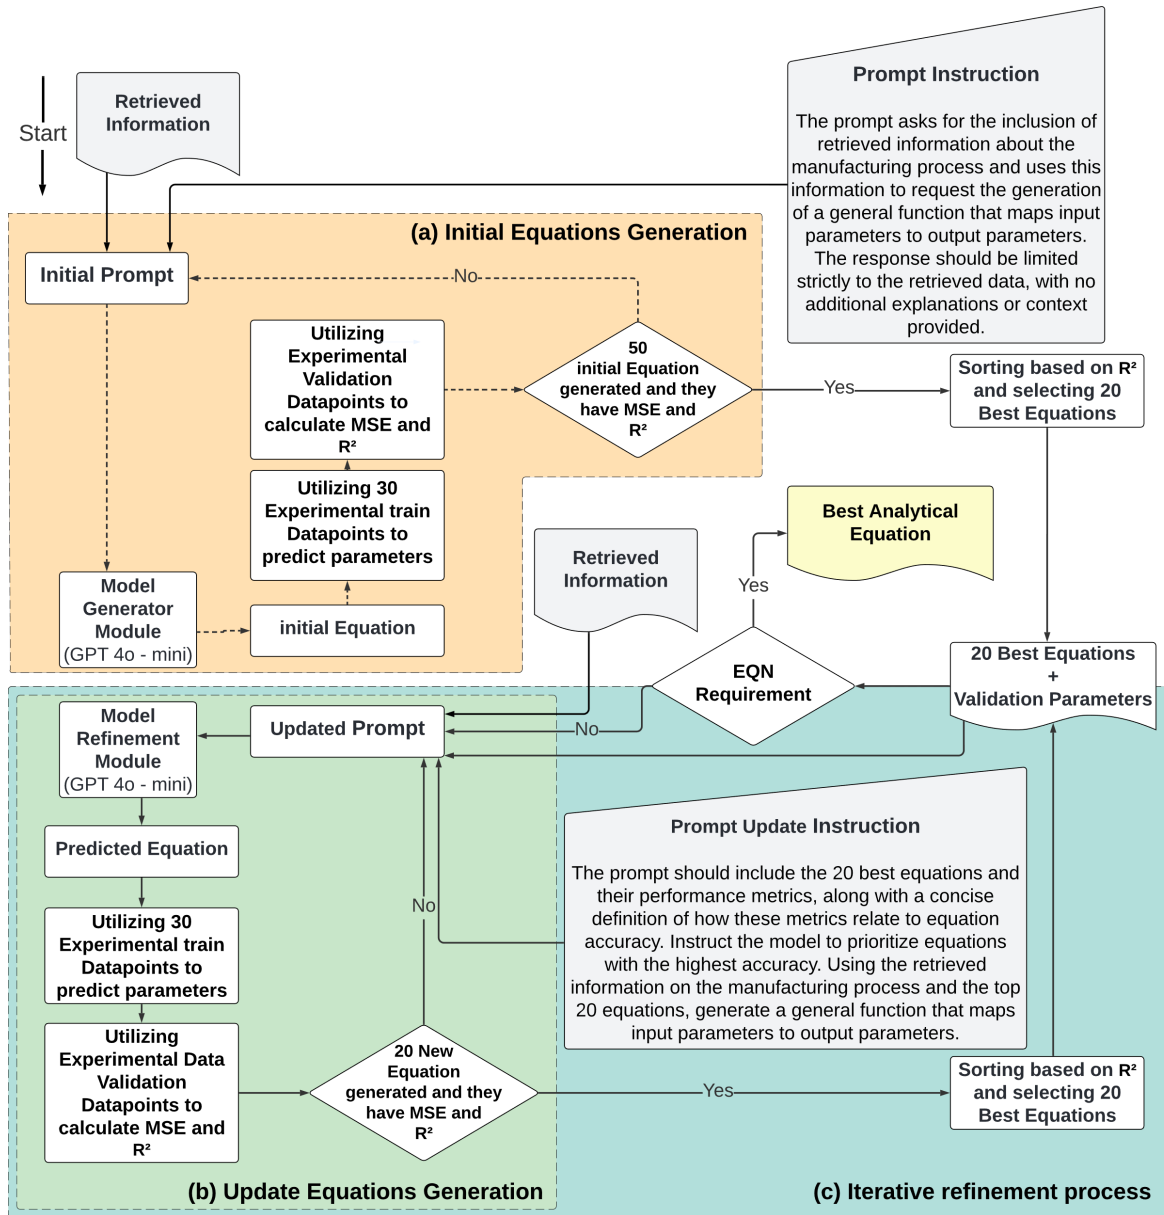 Start
Retrieved
Information
Prompt Instruction
The prompt asks for the inclusion of
retrieved information about the
manufacturing process and uses this
information to request the generation
of a general function that maps input
parameters to output parameters.
The response should be limited
strictly to the retrieved data, with no
additional explanations or context
provided.
(a) Initial Equations Generation
Initial Prompt
No
Utilizing
Experimental
Validation
Datapoints to
calculate MSE and
R²
50
initial Equation
generated and they
have MSE and
R²
Yes
Sorting based on R²
and selecting 20
Best Equations
Utilizing 30
Experimental train
Datapoints to
predict parameters
Model
Generator
Module
(GPT 4o - mini)
initial Equation
Retrieved
Information
Best Analytical
Equation
Yes
EQN
Requirement
20 Best Equations
+
Validation Parameters
No
Model
Refinement
Module
(GPT 4o - mini)
Updated Prompt
Predicted Equation
Utilizing 30
Experimental train
Datapoints to
predict parameters
Utilizing
Experimental Data
Validation
Datapoints to
calculate MSE and
R²
No
20 New
Equation
generated and they
have MSE and
R²
Prompt Update Instruction
The prompt should include the 20 best equations and
their performance metrics, along with a concise
definition of how these metrics relate to equation
accuracy. Instruct the model to prioritize equations
with the highest accuracy. Using the retrieved
information on the manufacturing process and the top
20 equations, generate a general function that maps
input parameters to output parameters.
Yes
Sorting based on R²
and selecting 20
Best Equations
(b) Update Equations Generation
(c) Iterative refinement process